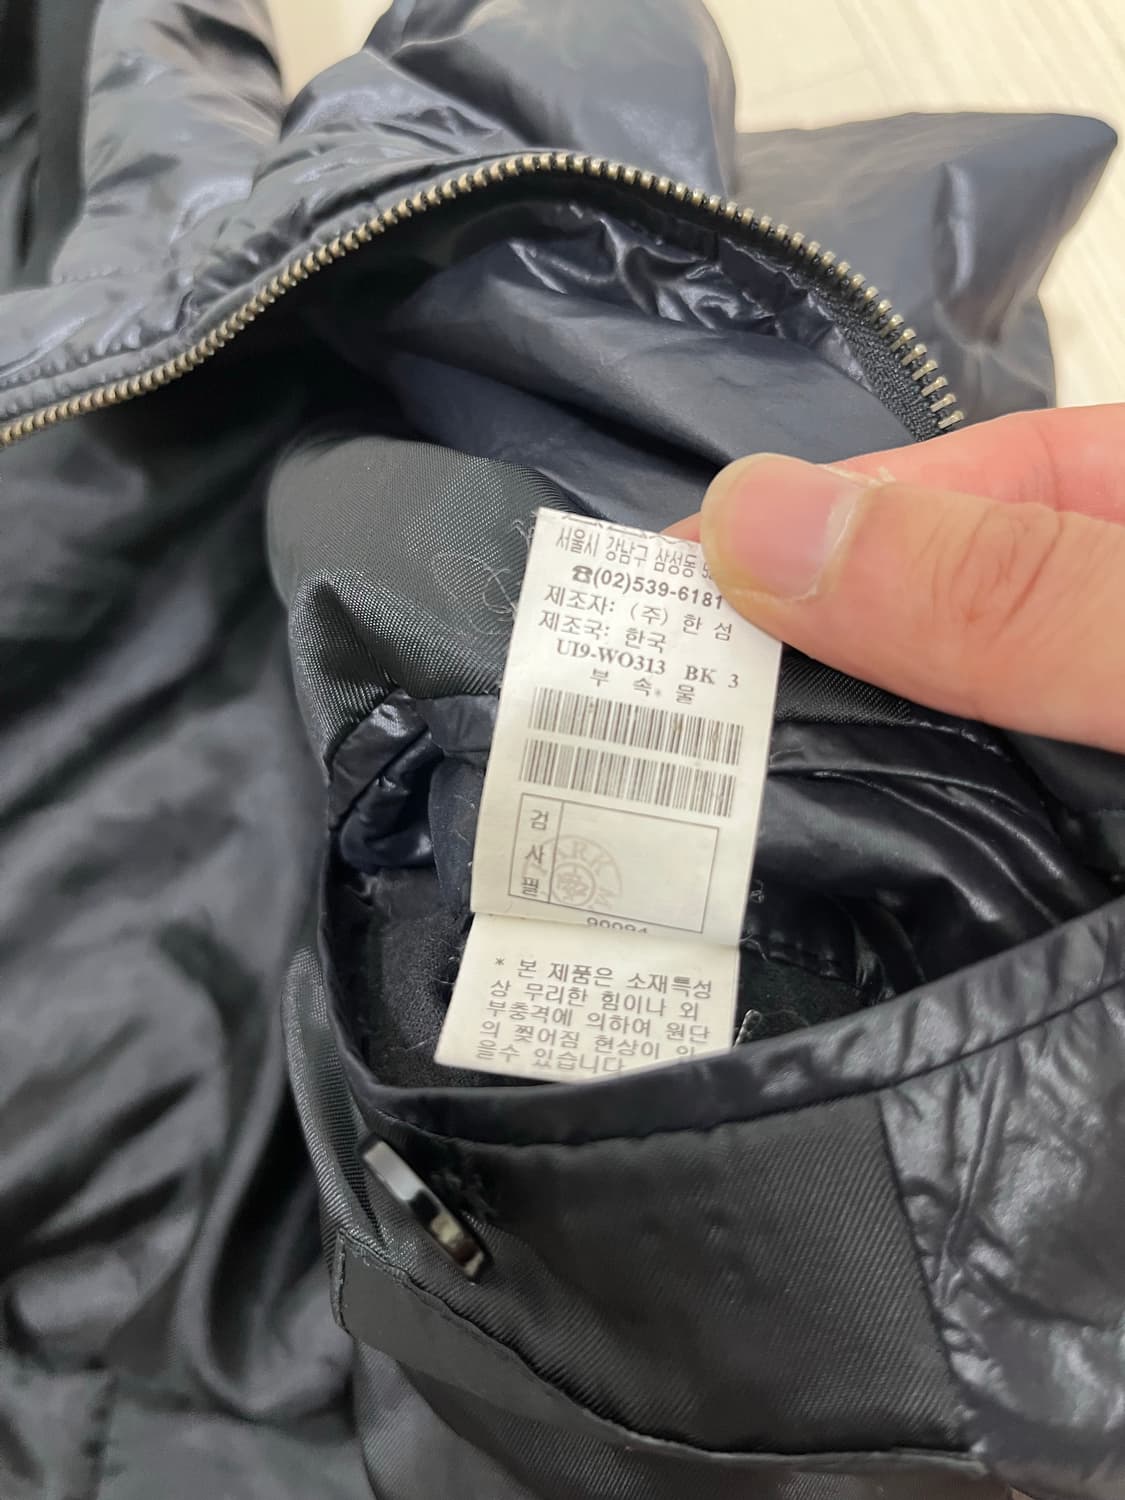 서울시 강남구 삼성동
☎(02)539-6181
제조자: (주) 한 섬
제조국: 한국
UI9-WO313 BK 3
부 속 물
검
사
필
ARK
99094
* 본 제품은 소재특성
상 무리한 힘이나 외
부충격에 의하여 원단
의 찢어짐 현상이 있
을수 있습니다